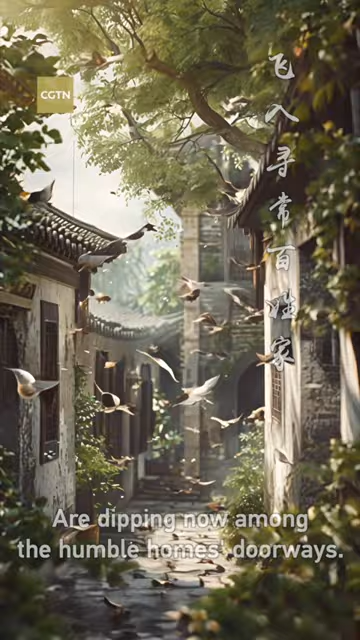 CGTN
飞入寻常百姓家
Are dipping now among
the humble homes' doorways.